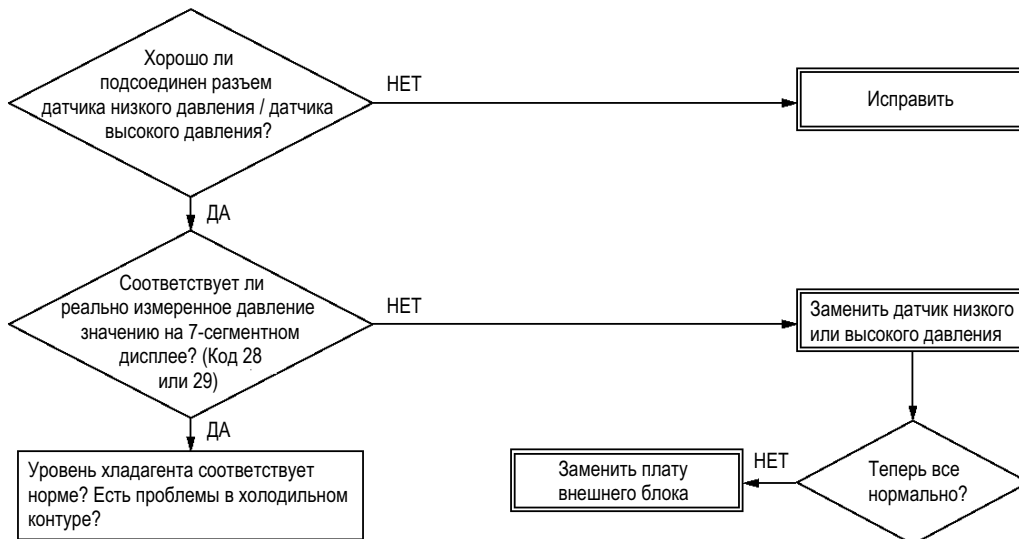 Хорошо ли
подсоединен разъем
датчика низкого давления / датчика
высокого давления?
НЕТ
Исправить
ДА
Соответствует ли
реально измеренное давление
значению на 7-сегментном
дисплее? (Код 28
или 29)
НЕТ
Заменить датчик низкого
или высокого давления
ДА
Уровень хладагента соответствует
норме? Есть проблемы в холодильном
контуре?
Заменить плату
внешнего блока
НЕТ
Теперь все
нормально?